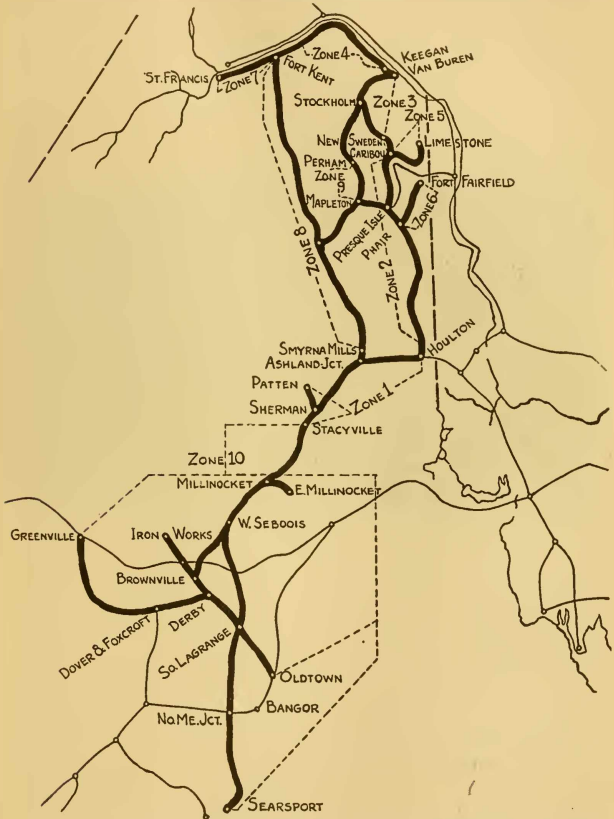 ZONE 4
KEEGAN
VAN BUREN
ST. FRANCIS
ZONE 7
FORT KENT
STOCKHOLM
ZONE 3
ZONE 5
NEW SWEDEN
LIMESTONE
CARIBOU
PERHAM
ZONE
9
FORT FAIRFIELD
MAPLETON
ZONE 6
PRESQUE ISLE
PHAIR
ZONE 8
ZONE 2
HOULTON
SMYRNA MILLS
ASHLAND JCT.
PATTEN
ZONE 1
SHERMAN
STACYVILLE
ZONE 10
MILLINOCKET
E. MILLINOCKET
GREENVILLE
IRON WORKS
W. SEBOOIS
BROWNVILLE
DERBY
DOVER & FOXCROFT
SO. LAGRANGE
OLDTOWN
NO. ME. JCT.
BANGOR
SEARSPORT